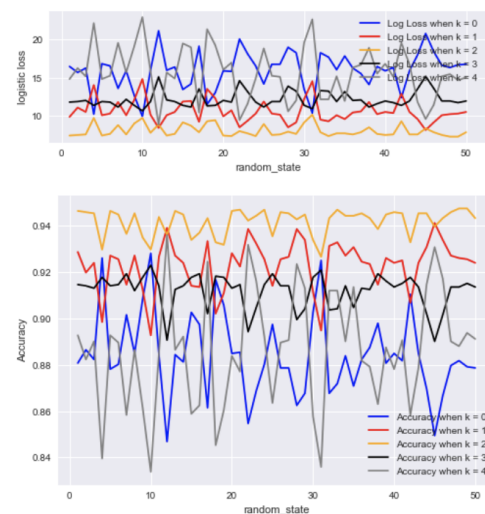 Log Loss when k = 0
Log Loss when k = 1
Log Loss when k = 2
Log Loss when k = 3
Log Loss when k = 4
logistic loss
20
15
10
0 10 20 30 40 50
random_state
Accuracy
0.94
0.92
0.90
0.88
0.86
0.84
Accuracy when k = 0
Accuracy when k = 1
Accuracy when k = 2
Accuracy when k = 3
Accuracy when k = 4
0 10 20 30 40 50
random_state